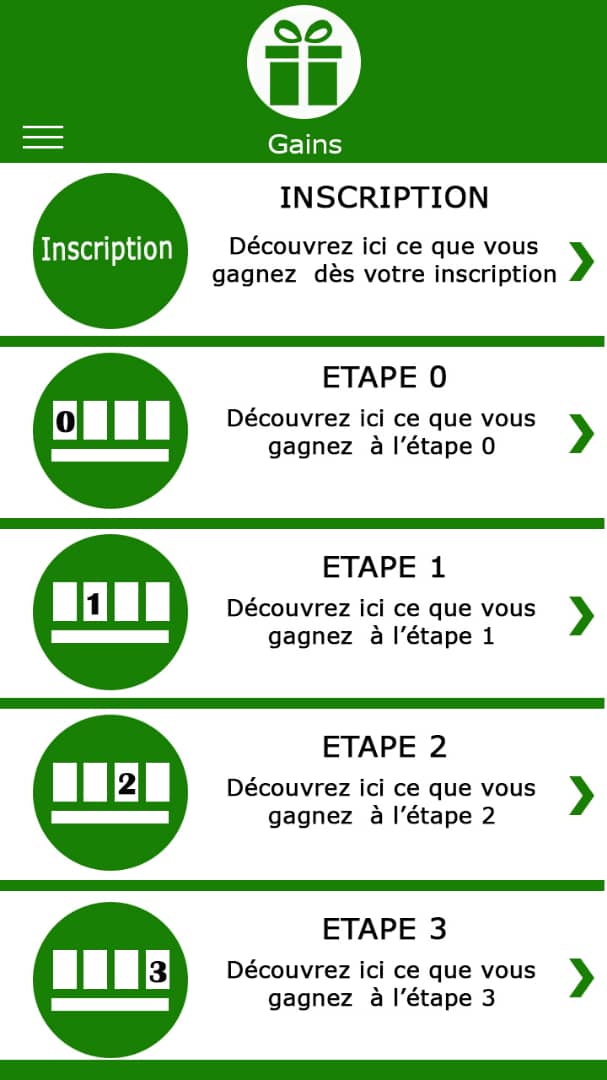 Gains
Inscription
INSCRIPTION
Découvrez ici ce que vous
gagnez dès votre inscription
0
ETAPE 0
Découvrez ici ce que vous
gagnez à l’étape 0
1
ETAPE 1
Découvrez ici ce que vous
gagnez à l’étape 1
2
ETAPE 2
Découvrez ici ce que vous
gagnez à l’étape 2
3
ETAPE 3
Découvrez ici ce que vous
gagnez à l’étape 3